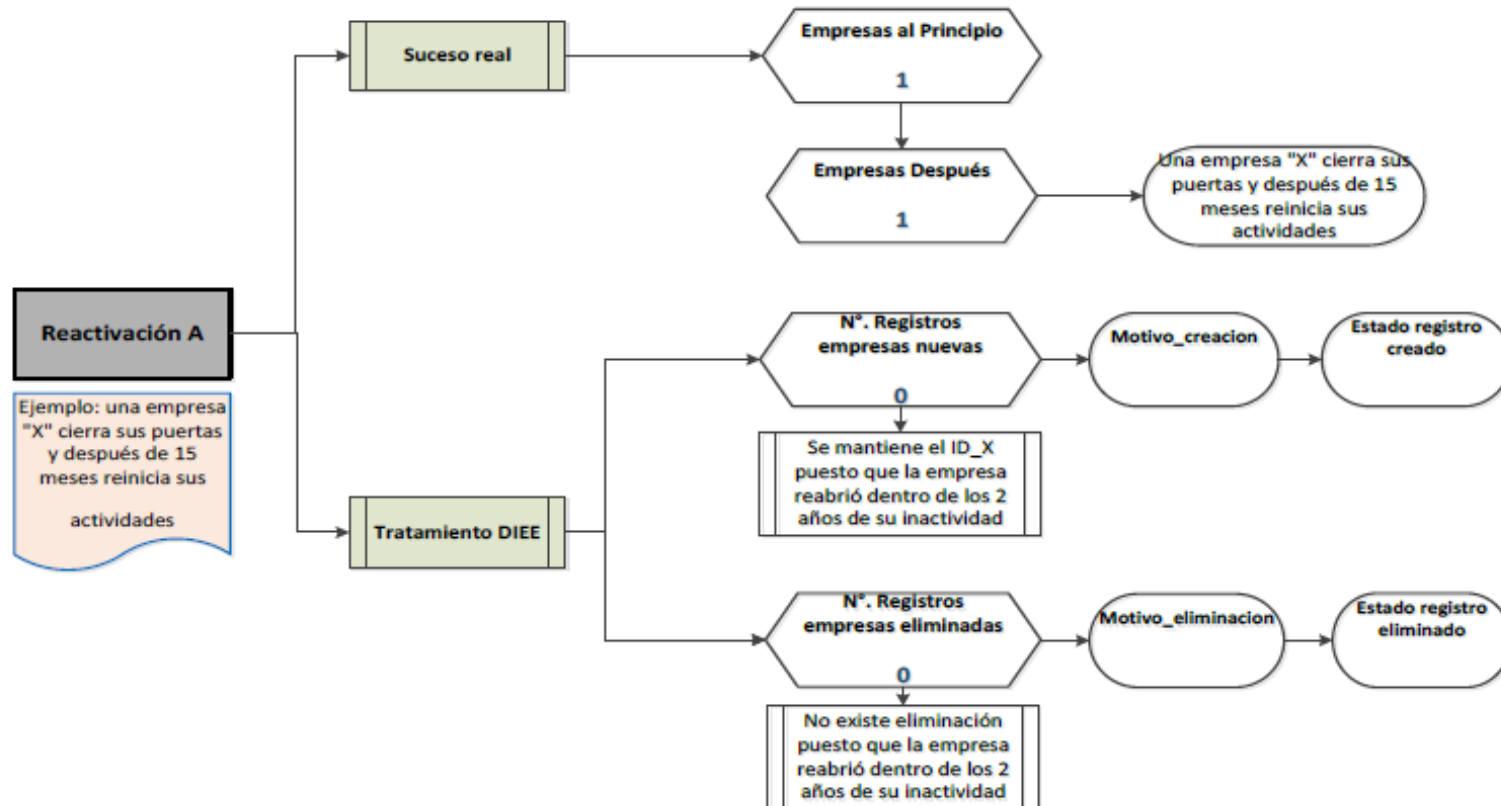 Suceso real
Empresas al Principio
1
Empresas Después
1
Una empresa "X" cierra sus
puertas y después de 15
meses reinicia sus
actividades
Reactivación A
Ejemplo: una empresa
"X" cierra sus puertas
y después de 15
meses reinicia sus
actividades
Tratamiento DIEE
N°. Registros
empresas nuevas
0
Motivo_creacion
Estado registro
creado
Se mantiene el ID_X
puesto que la empresa
reabrió dentro de los 2
años de su inactividad
N°. Registros
empresas eliminadas
0
Motivo_eliminacion
Estado registro
eliminado
No existe eliminación
puesto que la empresa
reabrió dentro de los 2
años de su inactividad